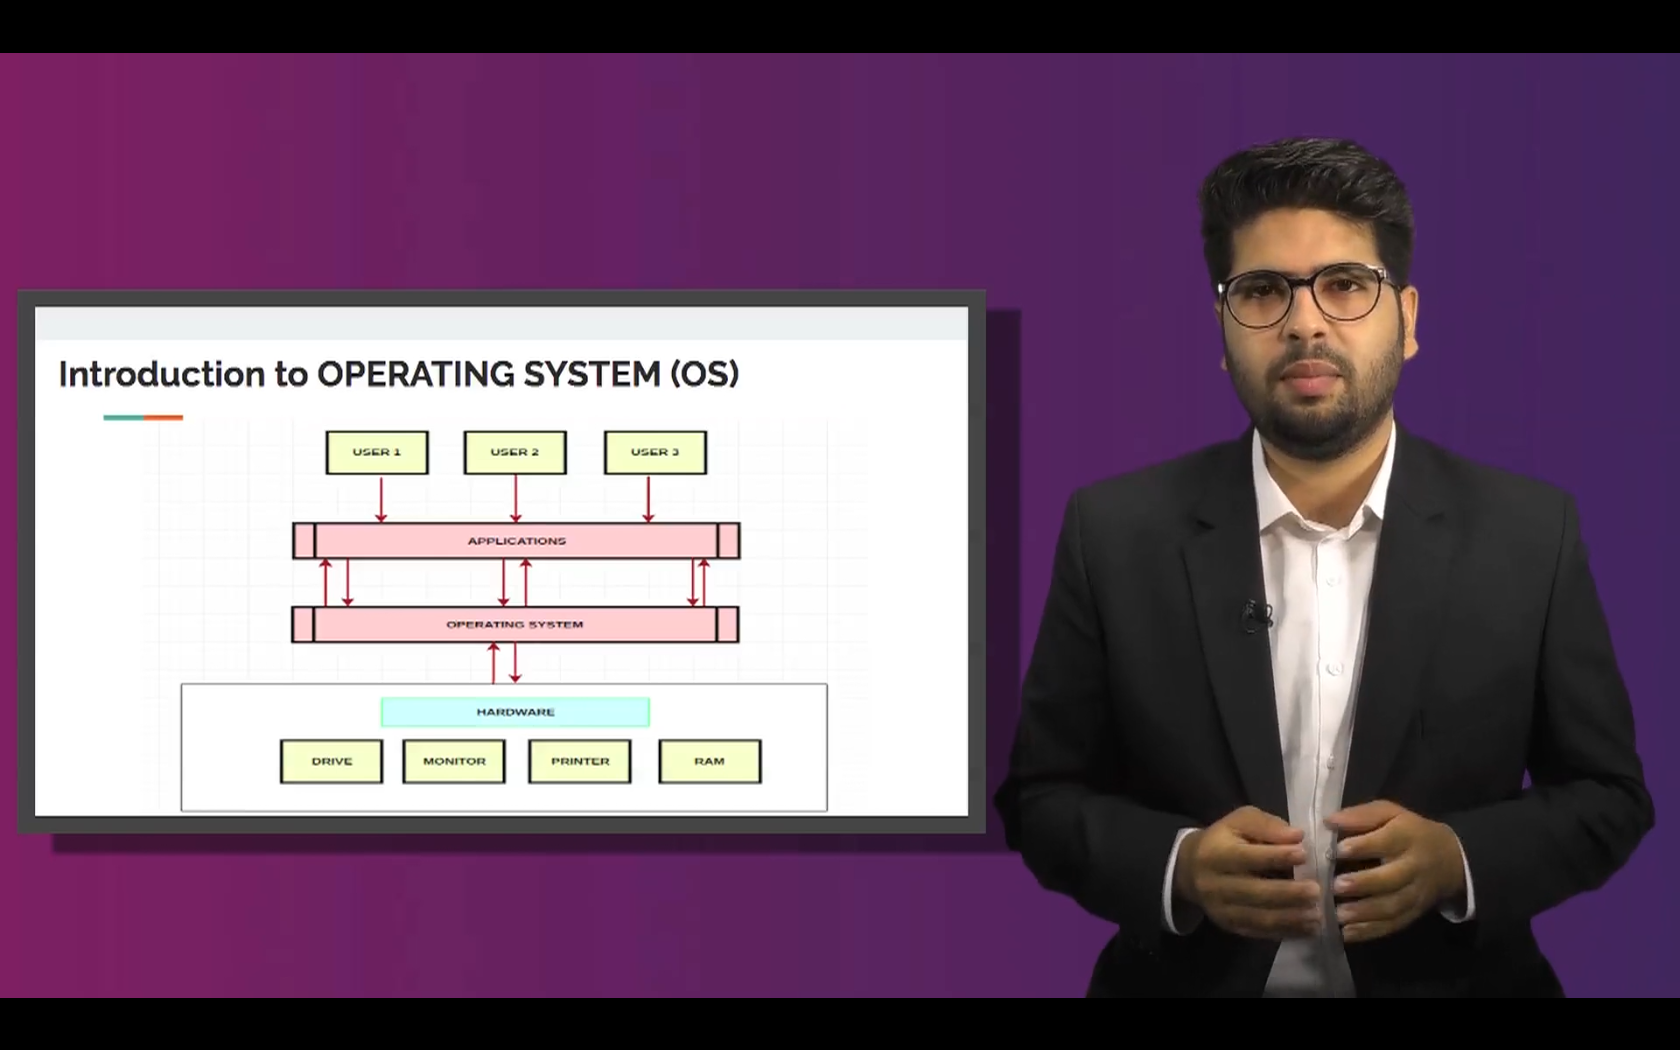 Introduction to OPERATING SYSTEM (OS)
USER 1 USER 2 USER 3
APPLICATIONS
OPERATING SYSTEM
HARDWARE
DRIVE MONITOR PRINTER RAM